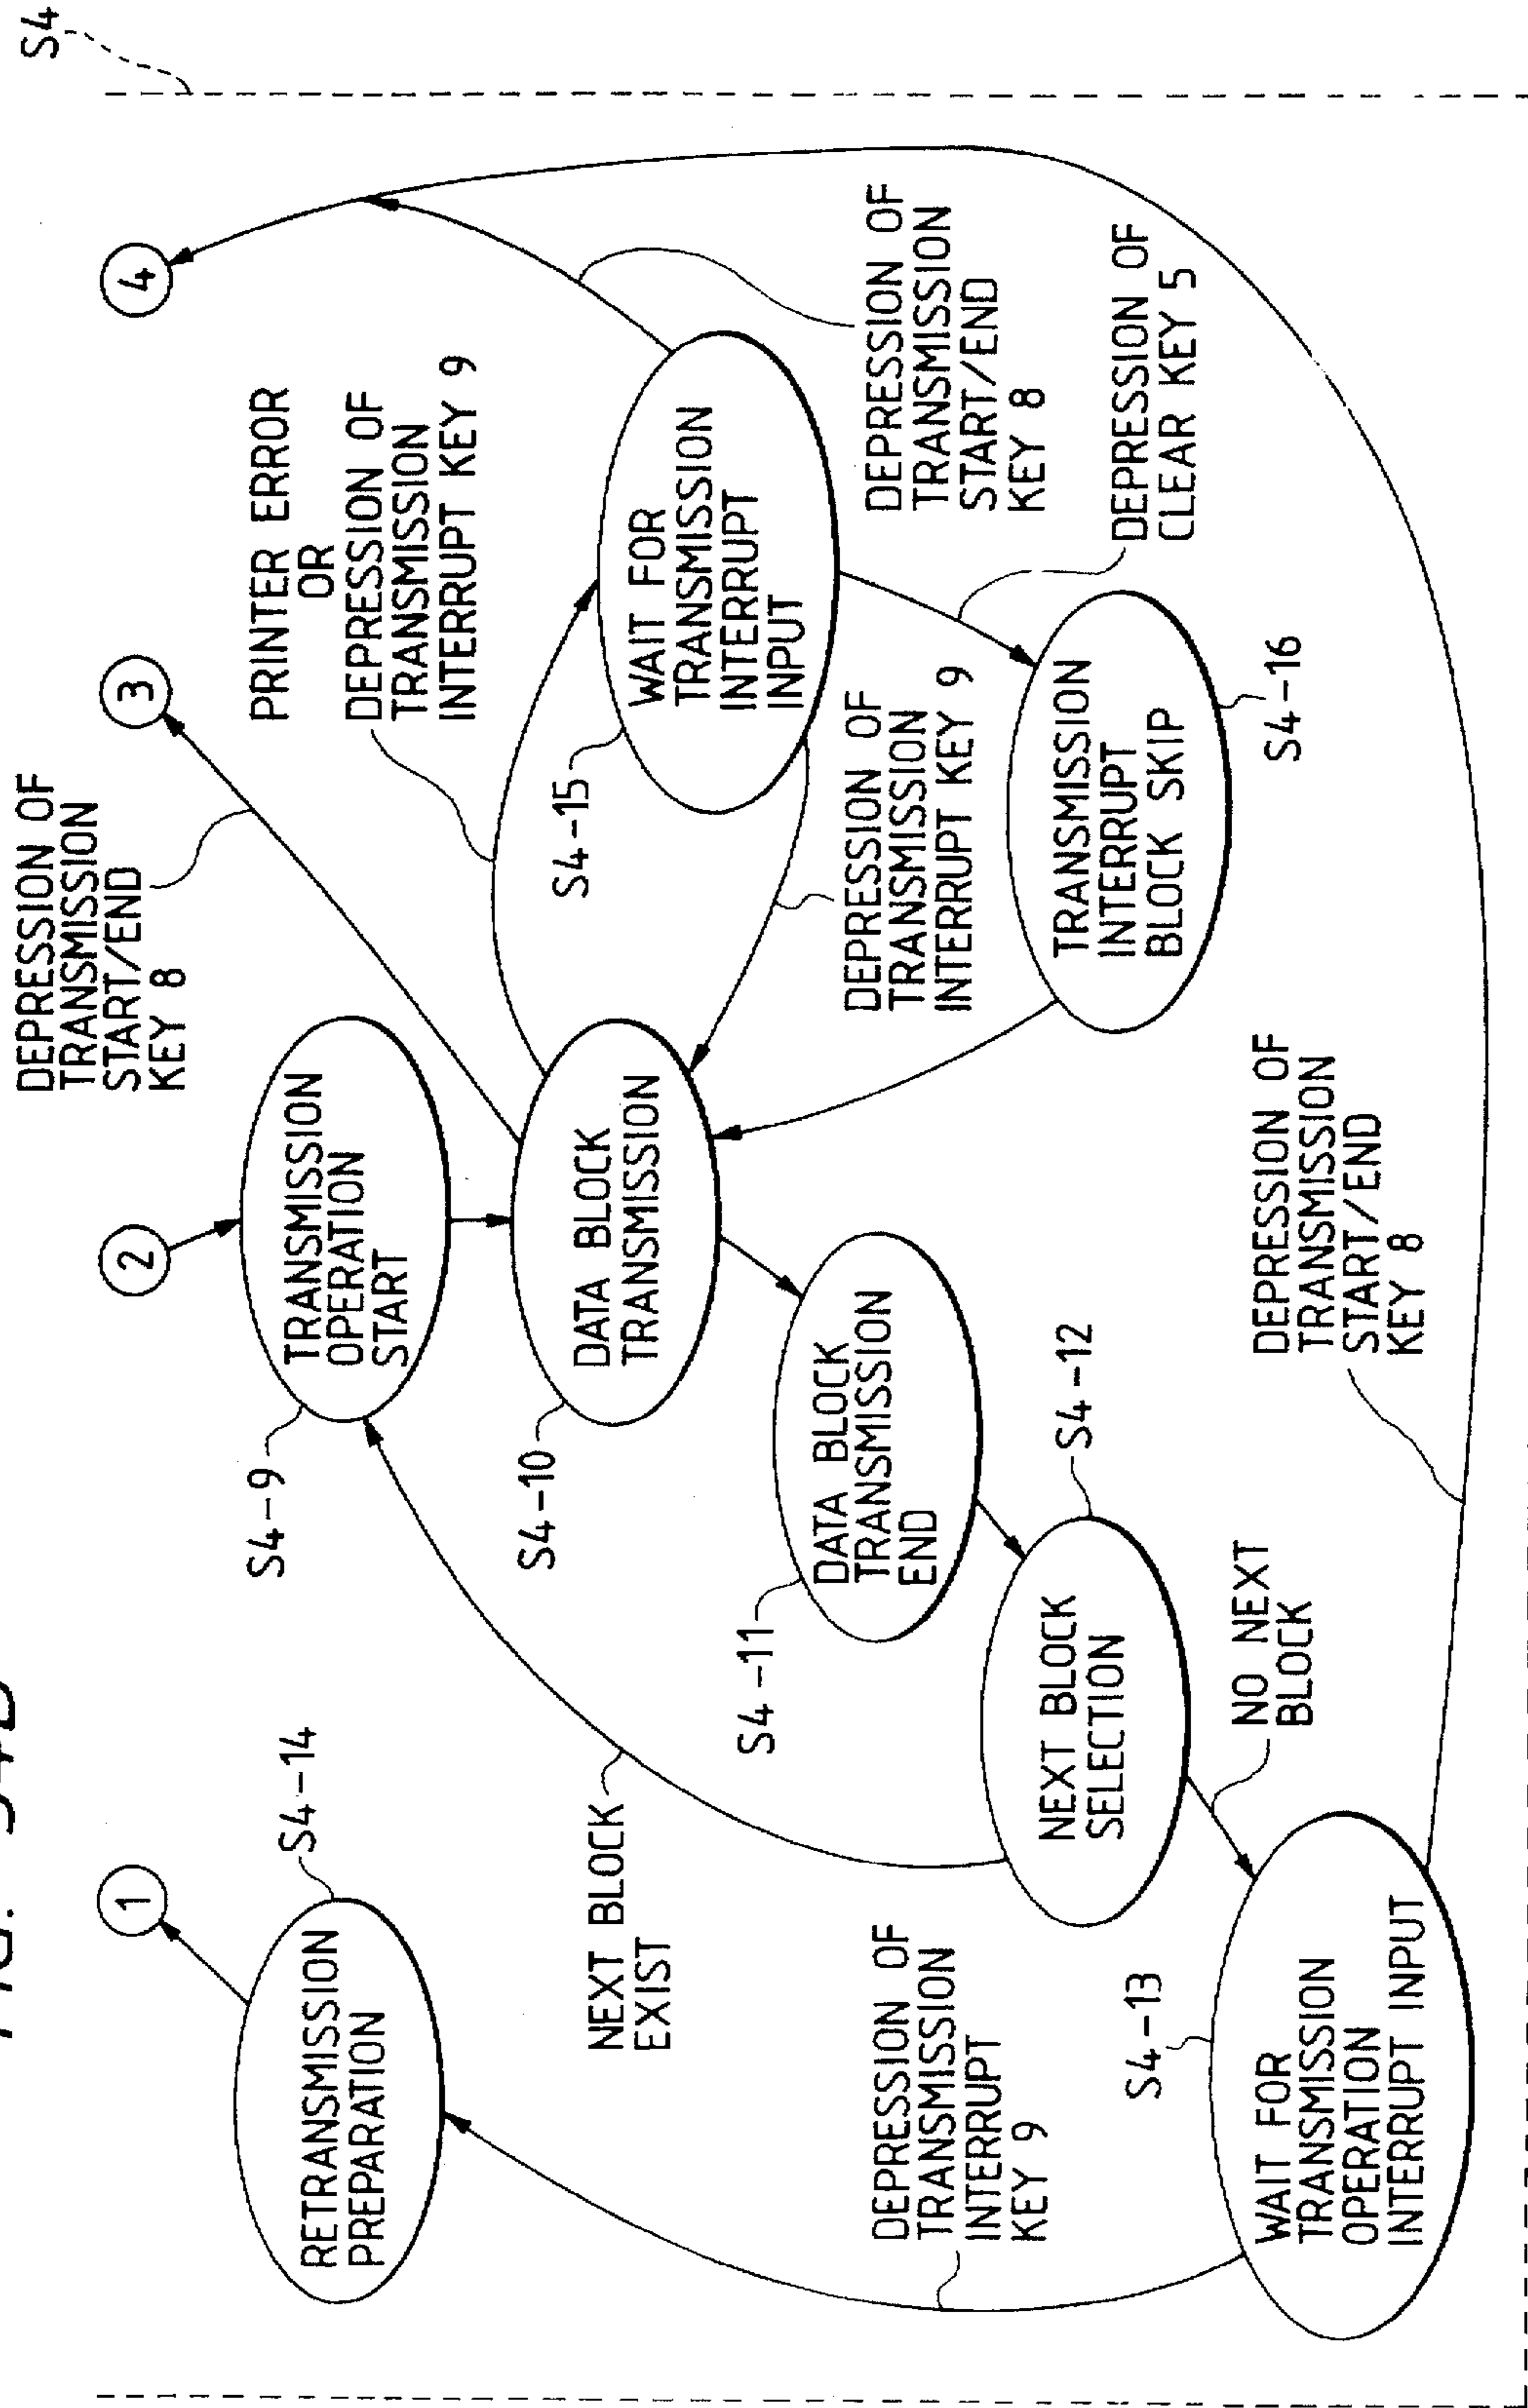 S4
1
2
3
4
DEPRESSION OF
TRANSMISSION
START/END
KEY 8
RETRANSMISSION
PREPARATION
S4-14
S4-9
TRANSMISSION
OPERATION
START
PRINTER ERROR
OR
DEPRESSION OF
TRANSMISSION
INTERRUPT KEY 9
NEXT BLOCK
EXIST
S4-10
DATA BLOCK
TRANSMISSION
S4-15
WAIT FOR
TRANSMISSION
INTERRUPT
INPUT
S4-11
DATA BLOCK
TRANSMISSION
END
DEPRESSION OF
TRANSMISSION
INTERRUPT KEY 9
DEPRESSION OF
TRANSMISSION
START/END
KEY 8
DEPRESSION OF
TRANSMISSION
INTERRUPT
KEY 9
NEXT BLOCK
SELECTION
S4-12
TRANSMISSION
INTERRUPT
BLOCK SKIP
S4-16
DEPRESSION OF
CLEAR KEY 5
S4-13
WAIT FOR
TRANSMISSION
OPERATION
INTERRUPT INPUT
NO NEXT
BLOCK
DEPRESSION OF
TRANSMISSION
START/END
KEY 8